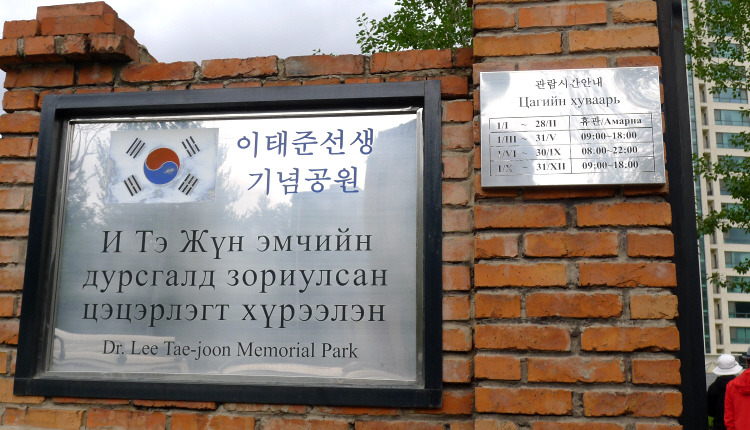 이태준선생
기념공원
И Тэ Жүн эмчийн
дурсгалд зориулсан
цэцэрлэгт хүрээлэн
Dr. Lee Tae-joon Memorial Park
관람시간안내
Цагийн хуваарь
1/I ~ 28/II 휴관/Амарна
1/III ~ 31/V 09:00~18:00
2/VI ~ 30/IX 08:00~22:00
1/X ~ 31/XII 09:00~18:00